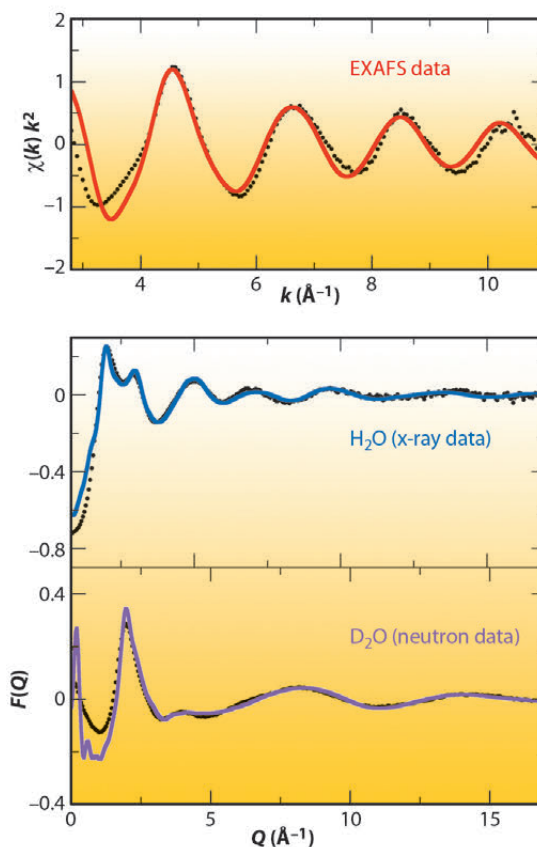 2
1
0
−1
−2
χ(k) k²
EXAFS data
4
6
8
10
k (Å⁻¹)
0
−0.4
−0.8
H₂O (x-ray data)
0.4
0
−0.4
F(Q)
D₂O (neutron data)
0
5
10
15
Q (Å⁻¹)